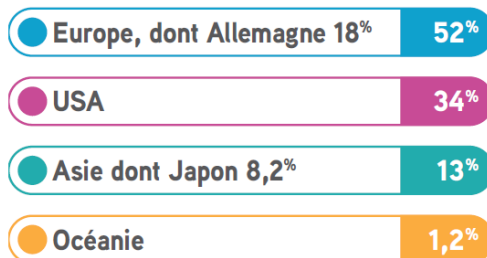 Europe, dont Allemagne 18% 52%
USA 34%
Asie dont Japon 8,2% 13%
Océanie 1,2%